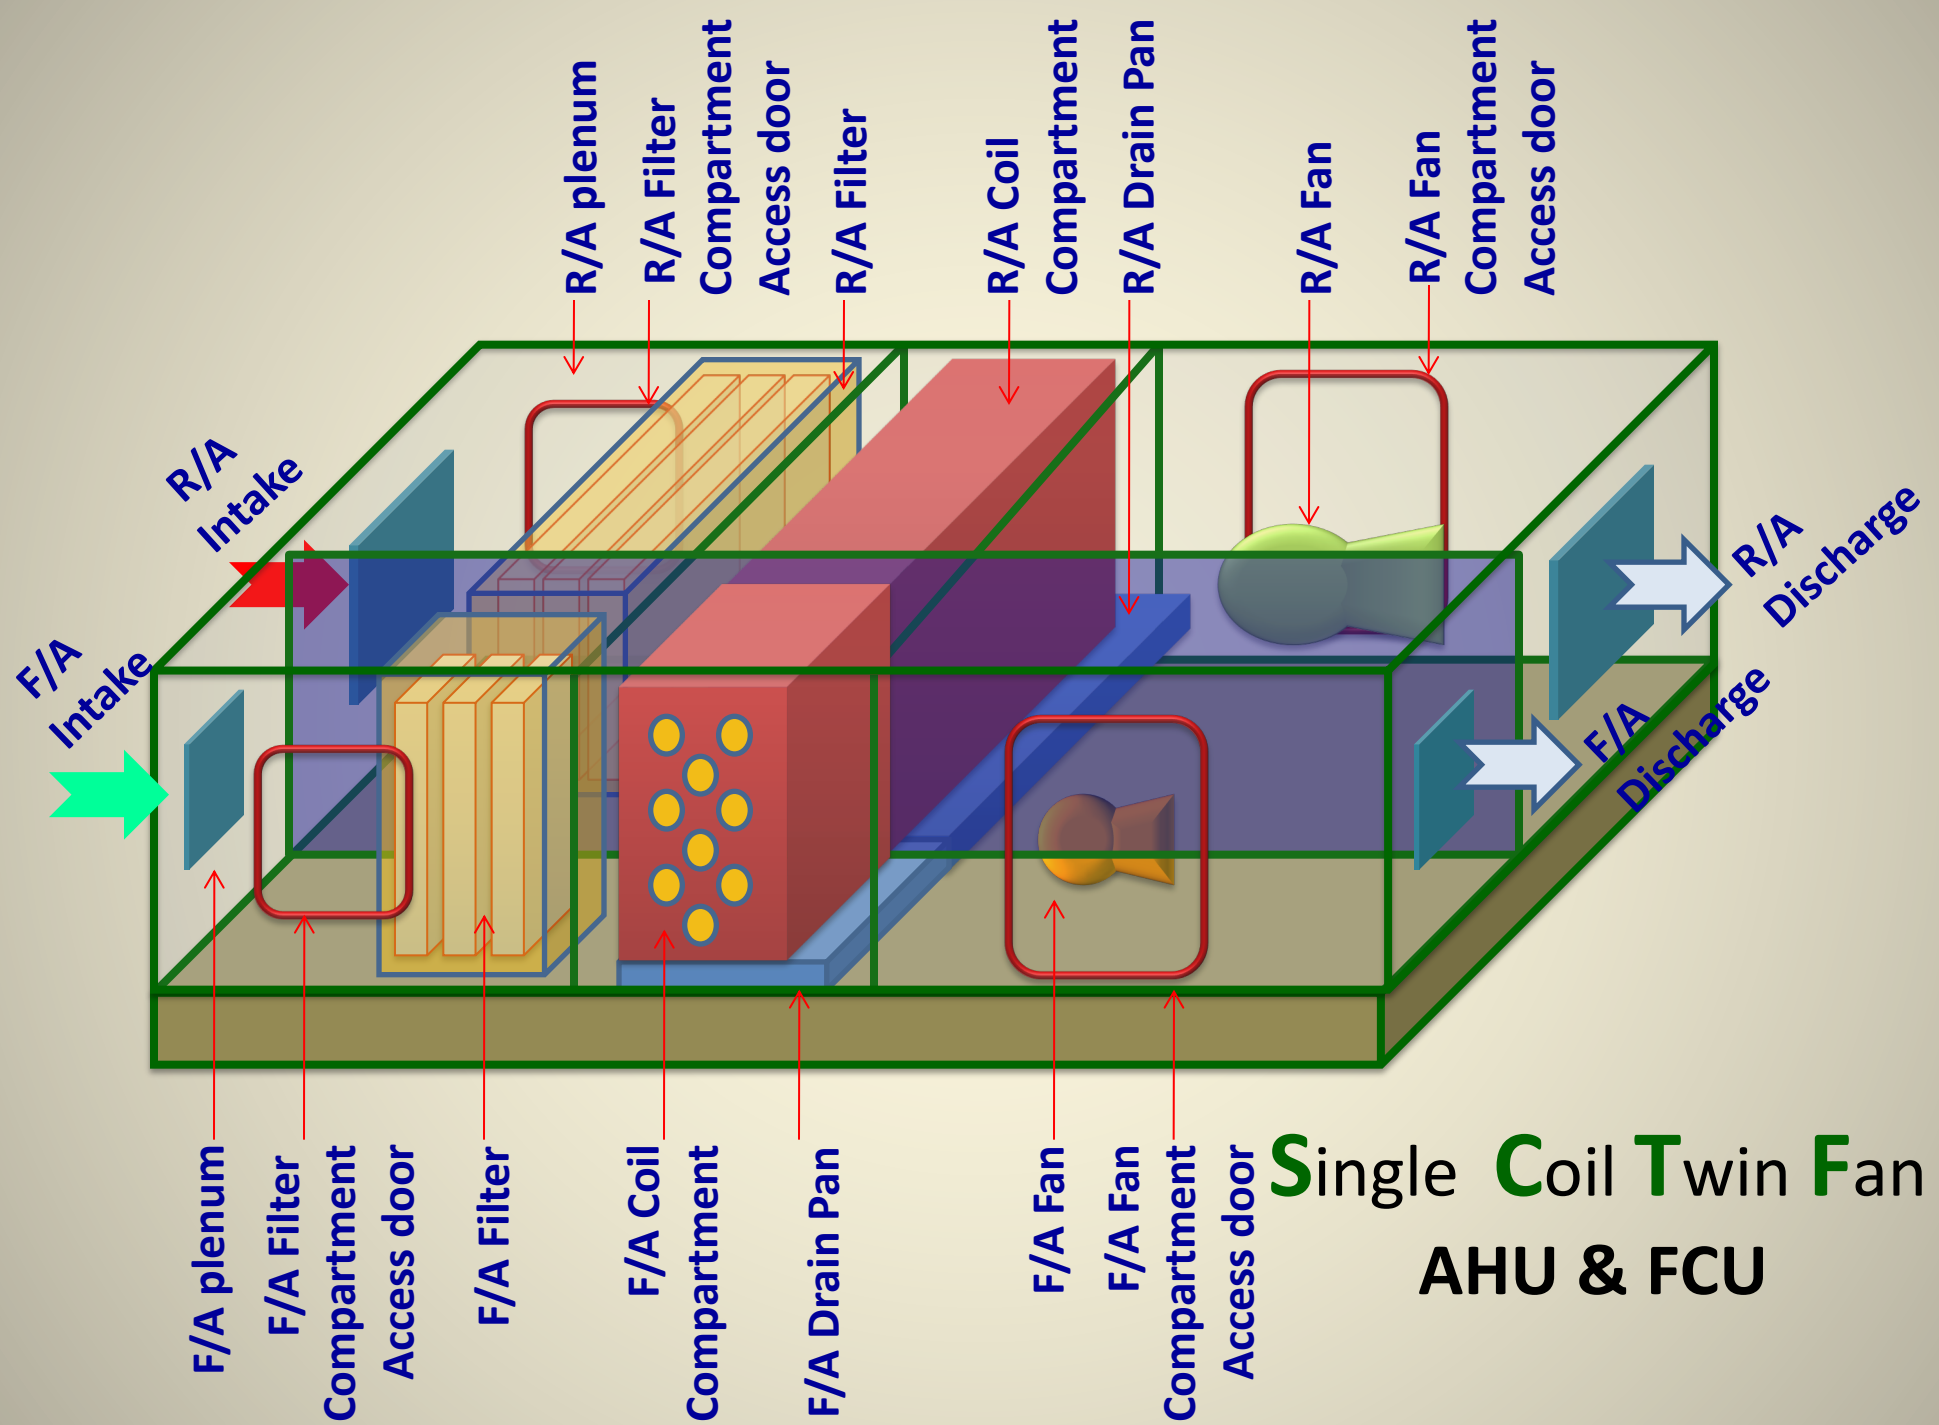 R/A plenum
R/A Filter
Compartment
Access door
R/A Filter
R/A Coil
Compartment
R/A Drain Pan
R/A Fan
R/A Fan
Compartment
Access door
R/A
Intake
F/A
Intake
R/A
Discharge
F/A
Discharge
F/A plenum
F/A Filter
Compartment
Access door
F/A Filter
F/A Coil
Compartment
F/A Drain Pan
F/A Fan
F/A Fan
Compartment
Access door
Single Coil Twin Fan
AHU & FCU